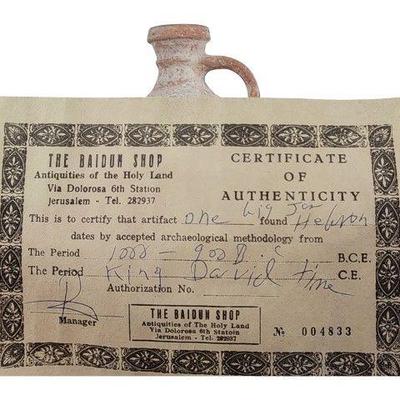 THE BAIDUN SHOP
Antiquities of the Holy Land
Via Dolorosa 6th Station
Jerusalem - Tel. 282937
CERTIFICATE
OF
AUTHENTICITY
This is to certify that artifact one big Jar found Hebron
dates by accepted archaeological methodology from
The Period 1000 - 900 B.C B.C.E.
The Period King David time C.E.
Authorization No.
Manager
THE BAIDUN SHOP
Antiquities of The Holy Land
Via Dolorosa 6th Statoin
Jerusalem - Tel. 282937
No 004833